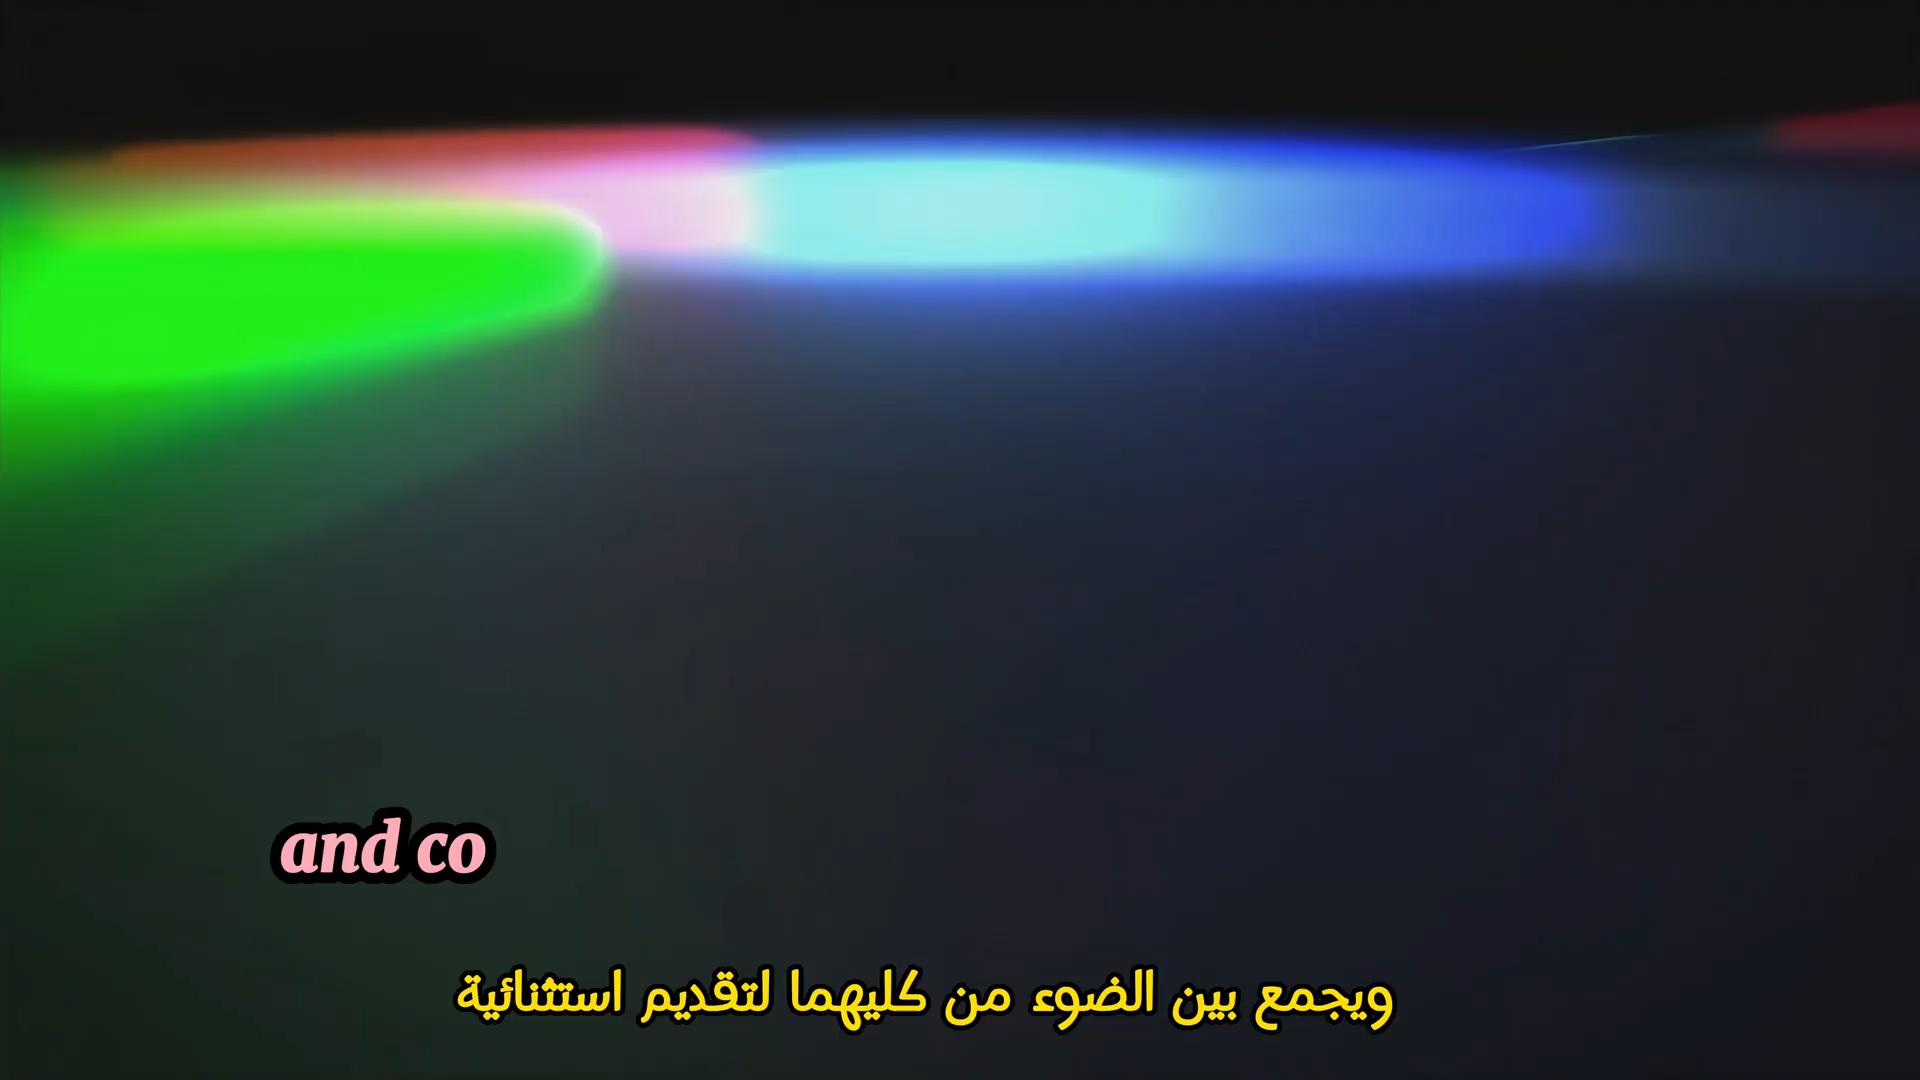 and co
ويجمع بين الضوء من كليهما لتقديم استثنائية